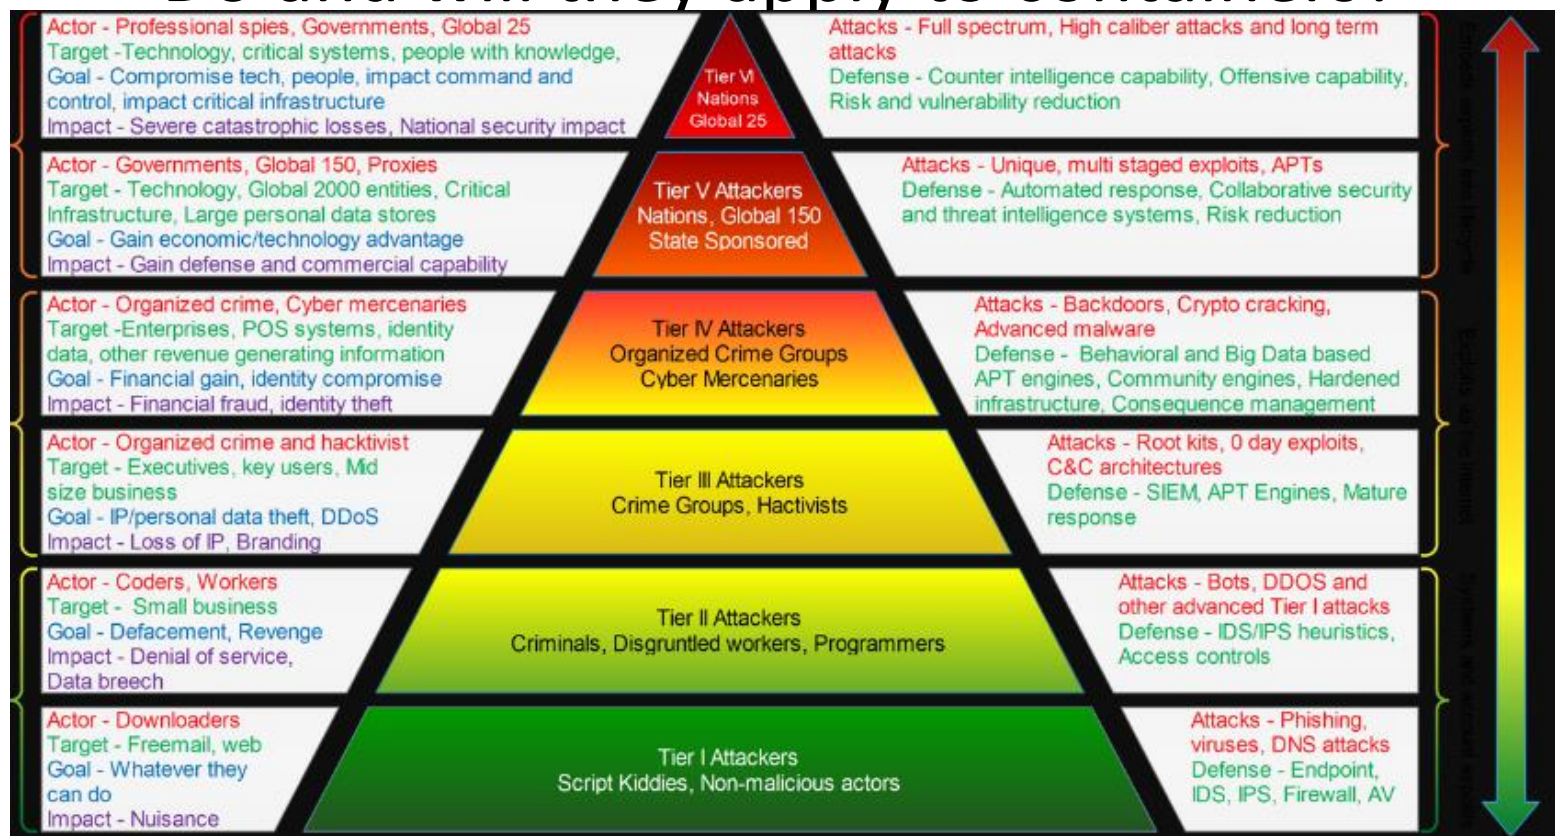 Do and will they apply to containers?
Actor - Professional spies, Governments, Global 25
Target -Technology, critical systems, people with knowledge,
Goal - Compromise tech, people, impact command and
control, impact critical infrastructure
Impact - Severe catastrophic losses, National security impact
Tier VI
Nations
Global 25
Attacks - Full spectrum, High caliber attacks and long term
attacks
Defense - Counter intelligence capability, Offensive capability,
Risk and vulnerability reduction
Actor - Governments, Global 150, Proxies
Target - Technology, Global 2000 entities, Critical
Infrastructure, Large personal data stores
Goal - Gain economic/technology advantage
Impact - Gain defense and commercial capability
Tier V Attackers
Nations, Global 150
State Sponsored
Attacks - Unique, multi staged exploits, APTs
Defense - Automated response, Collaborative security
and threat intelligence systems, Risk reduction
Actor - Organized crime, Cyber mercenaries
Target -Enterprises, POS systems, identity
data, other revenue generating information
Goal - Financial gain, identity compromise
Impact - Financial fraud, identity theft
Tier IV Attackers
Organized Crime Groups
Cyber Mercenaries
Attacks - Backdoors, Crypto cracking,
Advanced malware
Defense - Behavioral and Big Data based
APT engines, Community engines, Hardened
infrastructure, Consequence management
Actor - Organized crime and hacktivist
Target - Executives, key users, Mid
size business
Goal - IP/personal data theft, DDoS
Impact - Loss of IP, Branding
Tier III Attackers
Crime Groups, Hactivists
Attacks - Root kits, 0 day exploits,
C&C architectures
Defense - SIEM, APT Engines, Mature
response
Actor - Coders, Workers
Target - Small business
Goal - Defacement, Revenge
Impact - Denial of service,
Data breech
Tier II Attackers
Criminals, Disgruntled workers, Programmers
Attacks - Bots, DDOS and
other advanced Tier I attacks
Defense - IDS/IPS heuristics,
Access controls
Actor - Downloaders
Target - Freemail, web
Goal - Whatever they
can do
Impact - Nuisance
Tier I Attackers
Script Kiddies, Non-malicious actors
Attacks - Phishing,
viruses, DNS attacks
Defense - Endpoint,
IDS, IPS, Firewall, AV